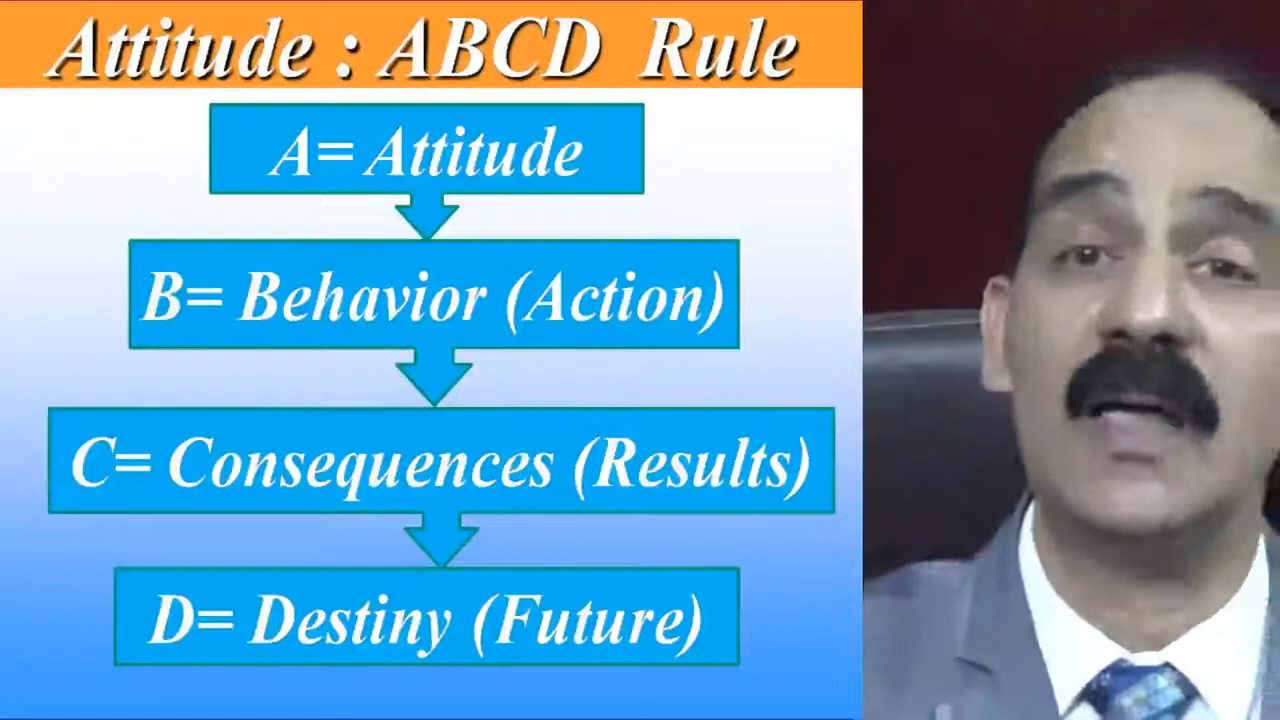 Attitude : ABCD Rule
A= Attitude
B= Behavior (Action)
C= Consequences (Results)
D= Destiny (Future)